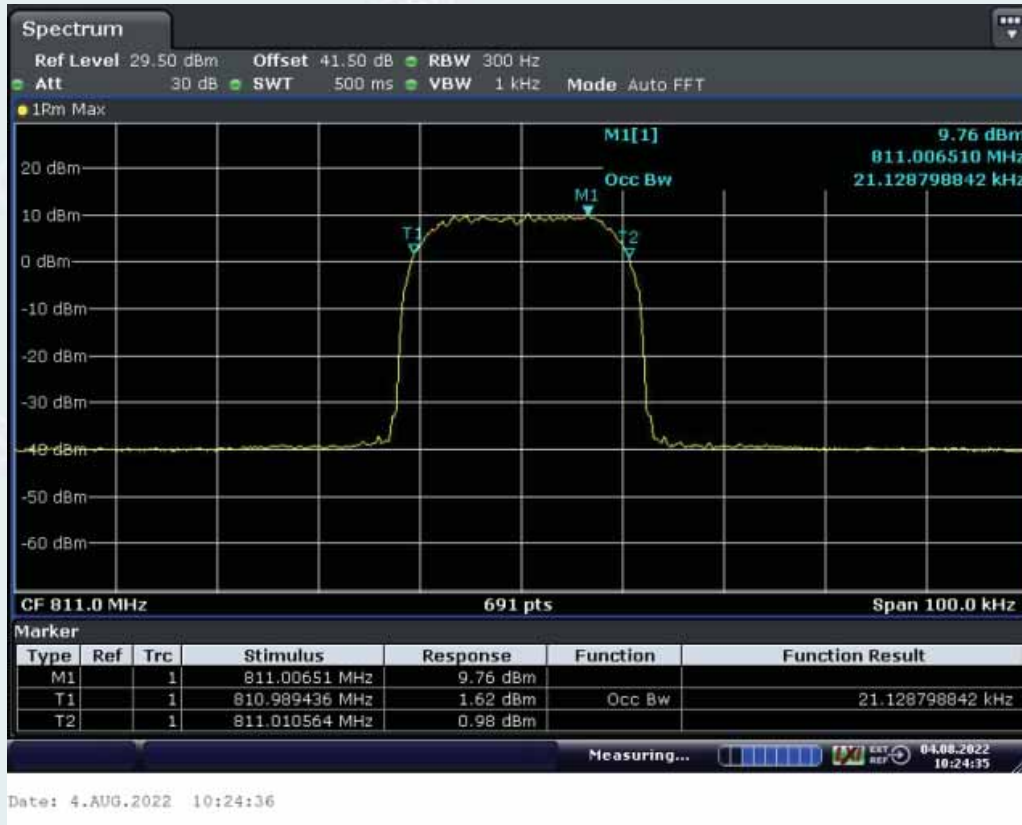 Spectrum
Ref Level 29.50 dBm Offset 41.50 dB RBW 300 Hz
Att 30 dB SWT 500 ms VBW 1 kHz Mode Auto FFT
1Rm Max
M1[1] 9.76 dBm
811.006510 MHz
20 dBm
Occ Bw 21.128798842 kHz
M1
10 dBm
T1
T2
0 dBm
-10 dBm
-20 dBm
-30 dBm
-40 dBm
-50 dBm
-60 dBm
CF 811.0 MHz 691 pts Span 100.0 kHz
Marker
Type Ref Trc Stimulus Response Function Function Result
M1 1 811.00651 MHz 9.76 dBm
T1 1 810.989436 MHz 1.62 dBm Occ Bw 21.128798842 kHz
T2 1 811.010564 MHz 0.98 dBm
Measuring... LXI EXT REF 04.08.2022
10:24:35
Date: 4.AUG.2022 10:24:36